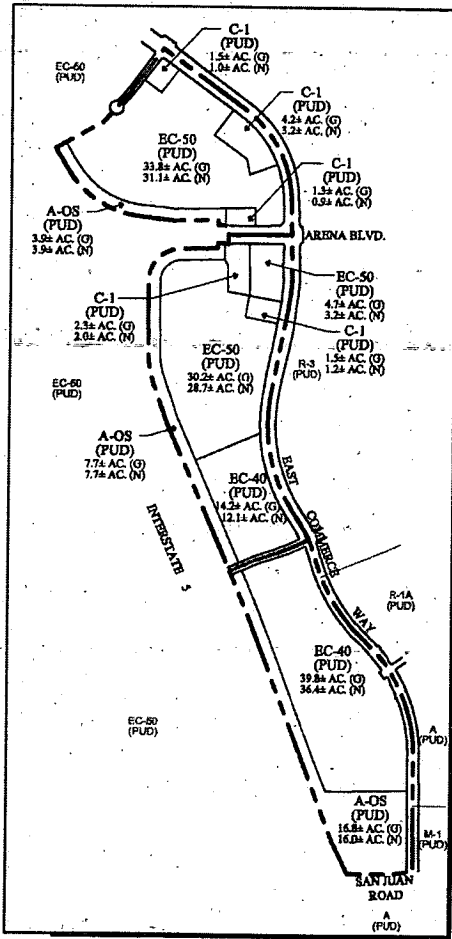 C-1
(PUD)
1.5± AC. (G)
1.0± AC. (N)
EC-60
(PUD)
C-1
(PUD)
4.2± AC. (G)
3.2± AC. (N)
EC-50
(PUD)
33.8± AC. (G)
31.1± AC. (N)
C-1
(PUD)
1.3± AC. (G)
0.9± AC. (N)
A-OS
(PUD)
3.9± AC. (G)
3.9± AC. (N)
ARENA BLVD.
EC-50
(PUD)
4.7± AC. (G)
3.2± AC. (N)
C-1
(PUD)
2.3± AC. (G)
2.0± AC. (N)
C-1
(PUD)
1.5± AC. (G)
1.2± AC. (N)
EC-50
(PUD)
30.2± AC. (G)
28.7± AC. (N)
R-3
(PUD)
EC-60
(PUD)
A-OS
(PUD)
7.7± AC. (G)
7.7± AC. (N)
EC-40
(PUD)
14.2± AC. (G)
12.1± AC. (N)
EAST
COMMERCE
WAY
INTERSTATE 5
R-1A
(PUD)
EC-40
(PUD)
39.8± AC. (G)
36.4± AC. (N)
EC-50
(PUD)
A
(PUD)
A-OS
(PUD)
16.8± AC. (G)
16.0± AC. (N)
M-1
(PUD)
SAN JUAN
ROAD
A
(PUD)